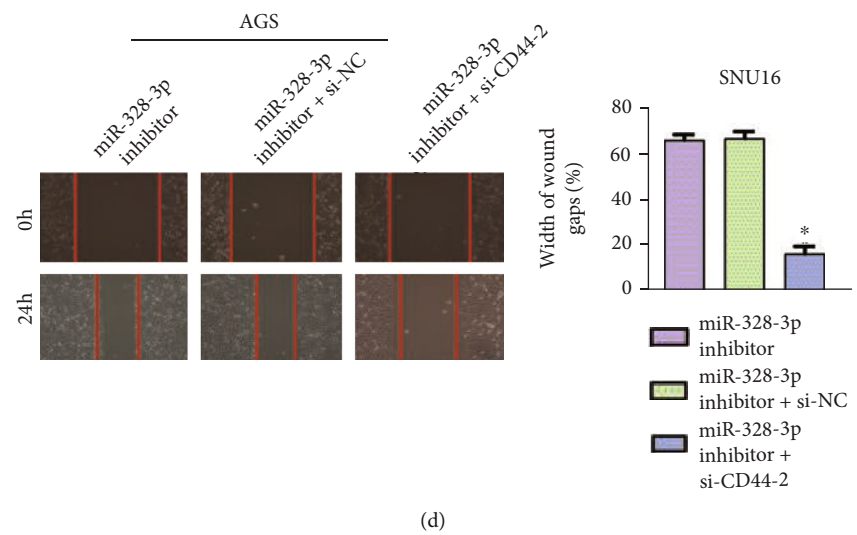 AGS
miR-328-3p
inhibitor
miR-328-3p
inhibitor + si-NC
miR-328-3p
inhibitor + si-CD44-2
0h
24h
SNU16
Width of wound
gaps (%)
80
60
40
20
0
*
miR-328-3p
inhibitor
miR-328-3p
inhibitor + si-NC
miR-328-3p
inhibitor +
si-CD44-2
(d)